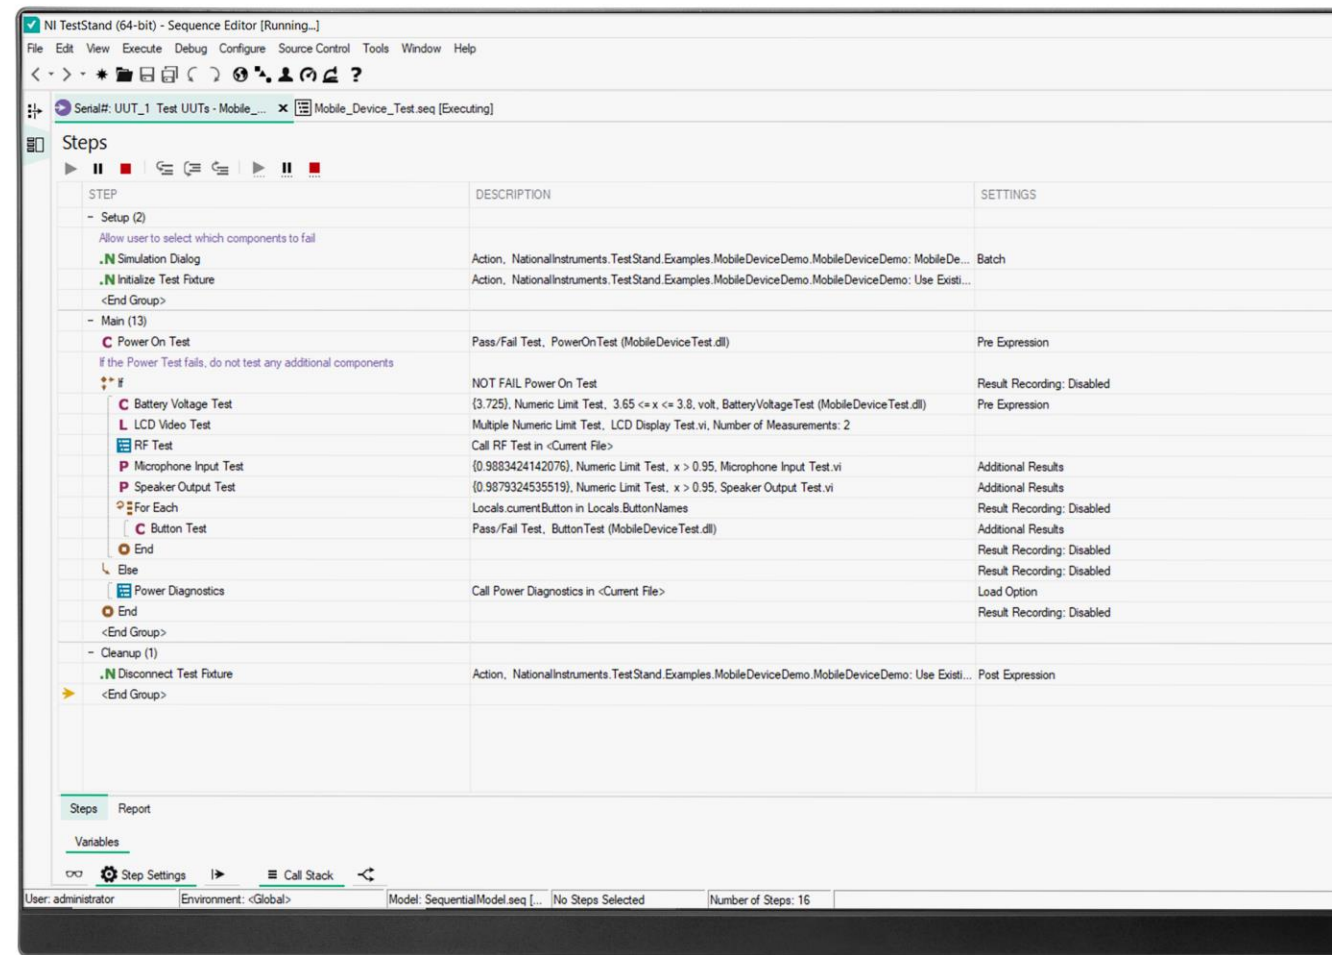 NI TestStand (64-bit) - Sequence Editor [Running...]
File Edit View Execute Debug Configure Source Control Tools Window Help
Serial#: UUT_1 Test UUTs - Mobile_... Mobile_Device_Test.seq [Executing]
Steps
STEP DESCRIPTION SETTINGS
Setup (2)
Allow user to select which components to fail
.N Simulation Dialog Action, NationalInstruments.TestStand.Examples.MobileDeviceDemo.MobileDeviceDemo: MobileDe... Batch
.N Initialize Test Fixture Action, NationalInstruments.TestStand.Examples.MobileDeviceDemo.MobileDeviceDemo: Use Existi...
<End Group>
Main (13)
C Power On Test Pass/Fail Test, PowerOnTest (MobileDeviceTest.dll) Pre Expression
If the Power Test fails, do not test any additional components
If NOT FAIL Power On Test Result Recording: Disabled
C Battery Voltage Test {3.725}, Numeric Limit Test, 3.65 <= x <= 3.8, volt, BatteryVoltageTest (MobileDeviceTest.dll) Pre Expression
L LCD Video Test Multiple Numeric Limit Test, LCD Display Test.vi, Number of Measurements: 2
RF Test Call RF Test in <Current File>
P Microphone Input Test {0.9883424142076}, Numeric Limit Test, x > 0.95, Microphone Input Test.vi Additional Results
P Speaker Output Test {0.9879324535519}, Numeric Limit Test, x > 0.95, Speaker Output Test.vi Additional Results
For Each Locals.currentButton in Locals.ButtonNames Result Recording: Disabled
C Button Test Pass/Fail Test, ButtonTest (MobileDeviceTest.dll) Additional Results
End Result Recording: Disabled
Else Result Recording: Disabled
Power Diagnostics Call Power Diagnostics in <Current File> Load Option
End Result Recording: Disabled
<End Group>
Cleanup (1)
.N Disconnect Test Fixture Action, NationalInstruments.TestStand.Examples.MobileDeviceDemo.MobileDeviceDemo: Use Existi... Post Expression
<End Group>
Steps Report
Variables
Step Settings Call Stack
User: administrator Environment: <Global> Model: SequentialModel.seq [... No Steps Selected Number of Steps: 16